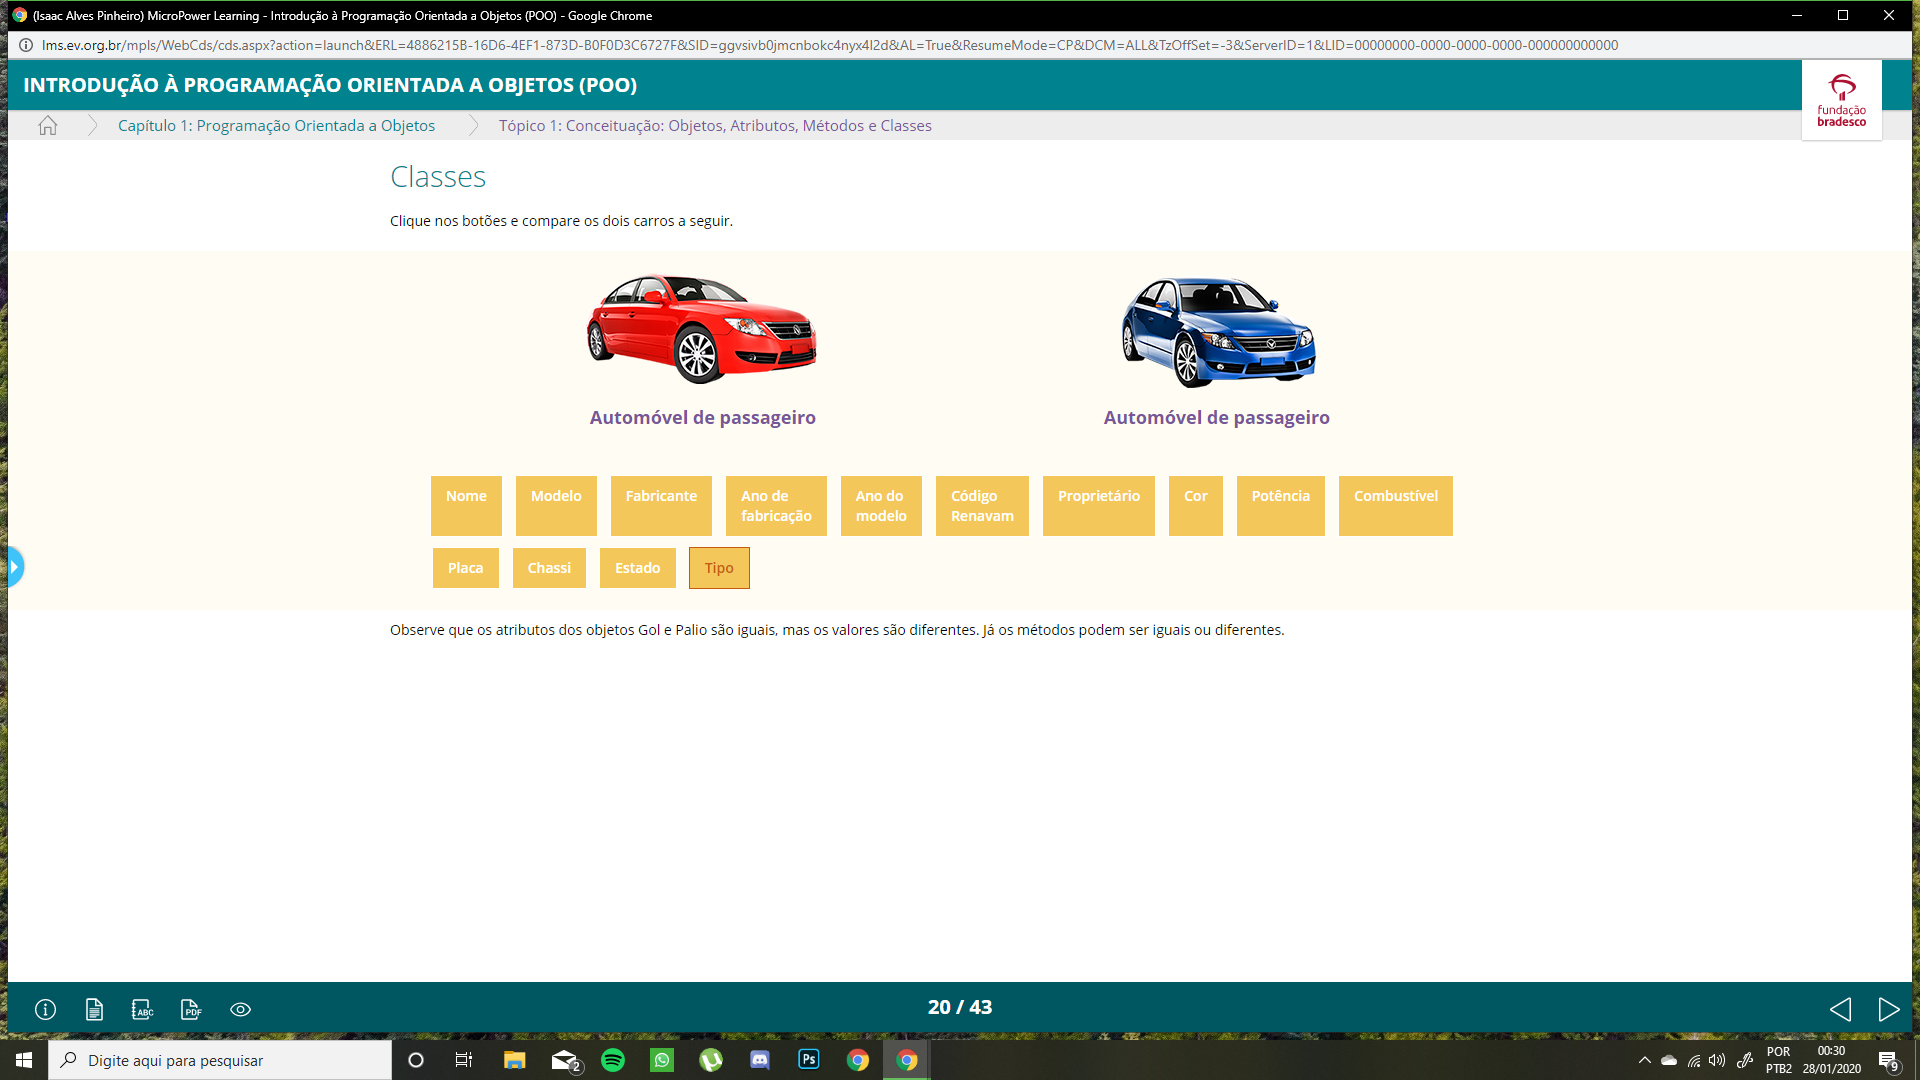 (Isaac Alves Pinheiro) MicroPower Learning - Introdução à Programação Orientada a Objetos (POO) - Google Chrome
lms.ev.org.br/mpls/WebCds/cds.aspx?action=launch&ERL=4886215B-16D6-4EF1-873D-B0F0D3C6727F&SID=ggvsivb0jmcnbokc4nyx4l2d&AL=True&ResumeMode=CP&DCM=ALL&TzOffSet=-3&ServerID=1&LID=00000000-0000-0000-0000-000000000000
INTRODUÇÃO À PROGRAMAÇÃO ORIENTADA A OBJETOS (POO)
fundação
bradesco
Capítulo 1: Programação Orientada a Objetos
Tópico 1: Conceituação: Objetos, Atributos, Métodos e Classes
Classes
Clique nos botões e compare os dois carros a seguir.
Automóvel de passageiro
Automóvel de passageiro
Nome
Modelo
Fabricante
Ano de
fabricação
Ano do
modelo
Código
Renavam
Proprietário
Cor
Potência
Combustível
Placa
Chassi
Estado
Tipo
Observe que os atributos dos objetos Gol e Palio são iguais, mas os valores são diferentes. Já os métodos podem ser iguais ou diferentes.
ABC
PDF
20 / 43
Digite aqui para pesquisar
2
Ps
POR
PTB2
00:30
28/01/2020
9